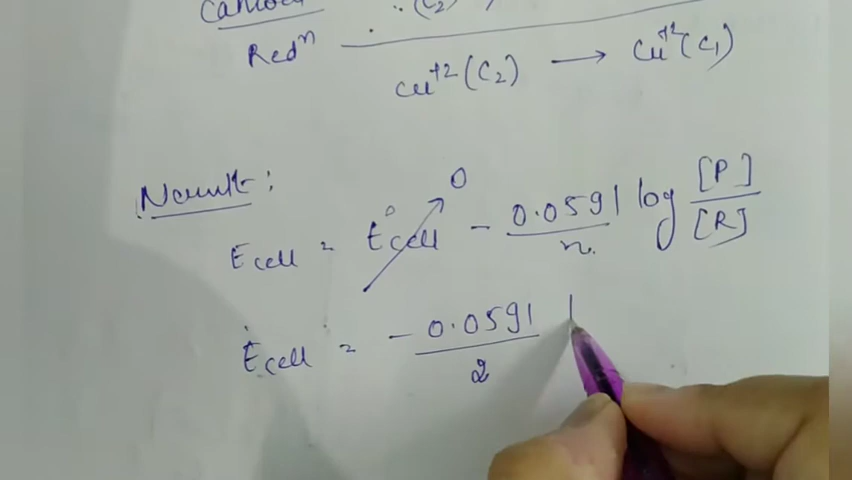 Redⁿ
Cu⁺²(C₂) → Cu⁺²(C₁)
Nernst:
Ecell = E°cell 0 - 0.0591/n log [P]/[R]
Ecell = - 0.0591/2